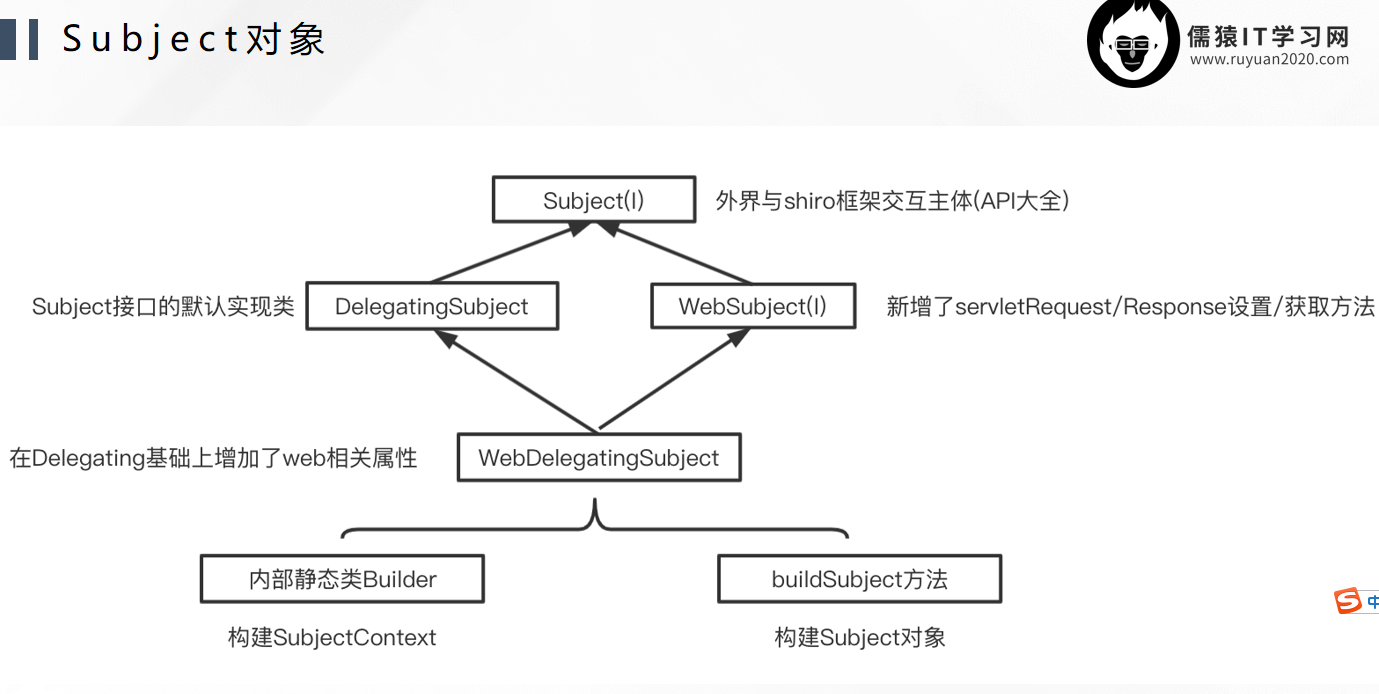 Subject对象
儒猿IT学习网
www.ruyuan2020.com
Subject(I)
外界与shiro框架交互主体(API大全)
Subject接口的默认实现类
DelegatingSubject
WebSubject(I)
新增了servletRequest/Response设置/获取方法
在Delegating基础上增加了web相关属性
WebDelegatingSubject
内部静态类Builder
buildSubject方法
构建SubjectContext
构建Subject对象
中